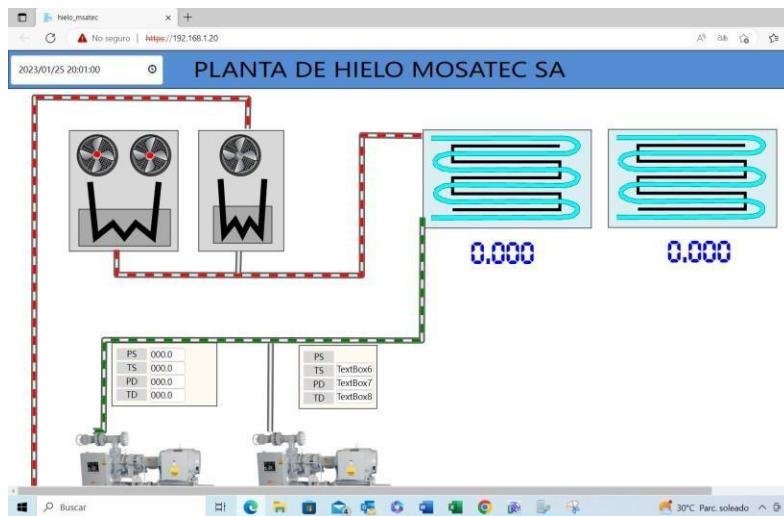 hielo_mosatec
No seguro | https://192.168.1.20
2023/01/25 20:01:00
PLANTA DE HIELO MOSATEC SA
0.000
0.000
PS 000.0
TS 000.0
PD 000.0
TD 000.0
PS
TS TextBox6
PD TextBox7
TD TextBox8
Buscar
30°C Parc. soleado